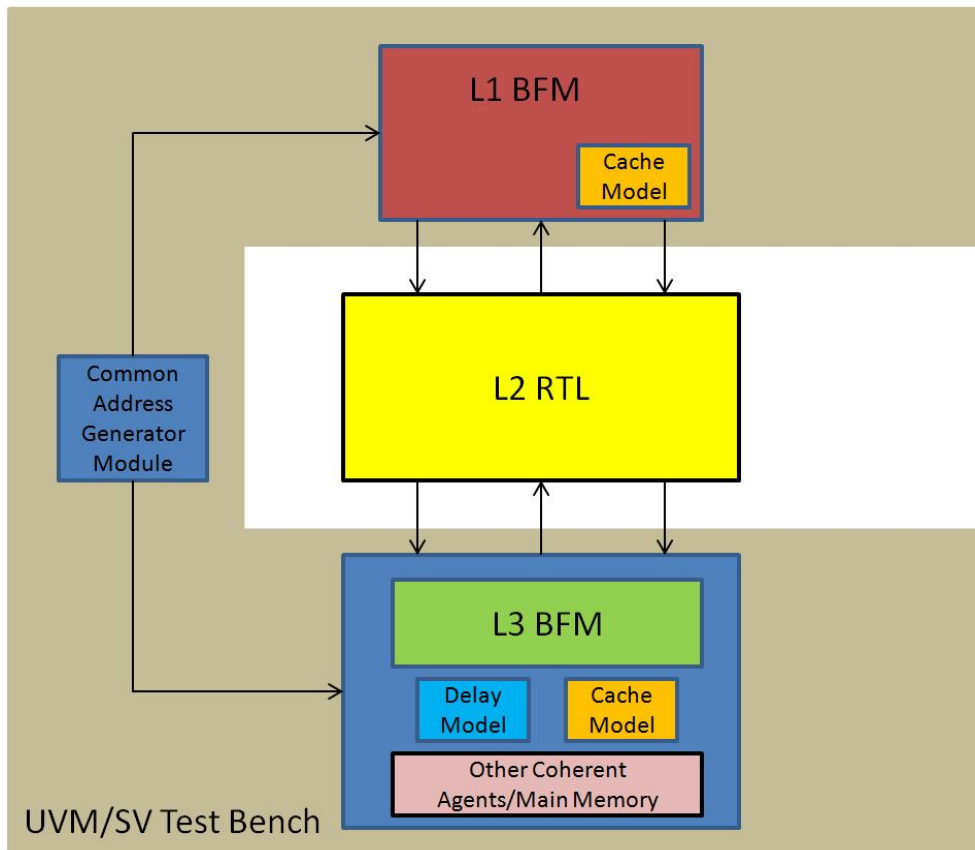 L1 BFM
Cache
Model
Common
Address
Generator
Module
L2 RTL
L3 BFM
Delay
Model
Cache
Model
Other Coherent
Agents/Main Memory
UVM/SV Test Bench